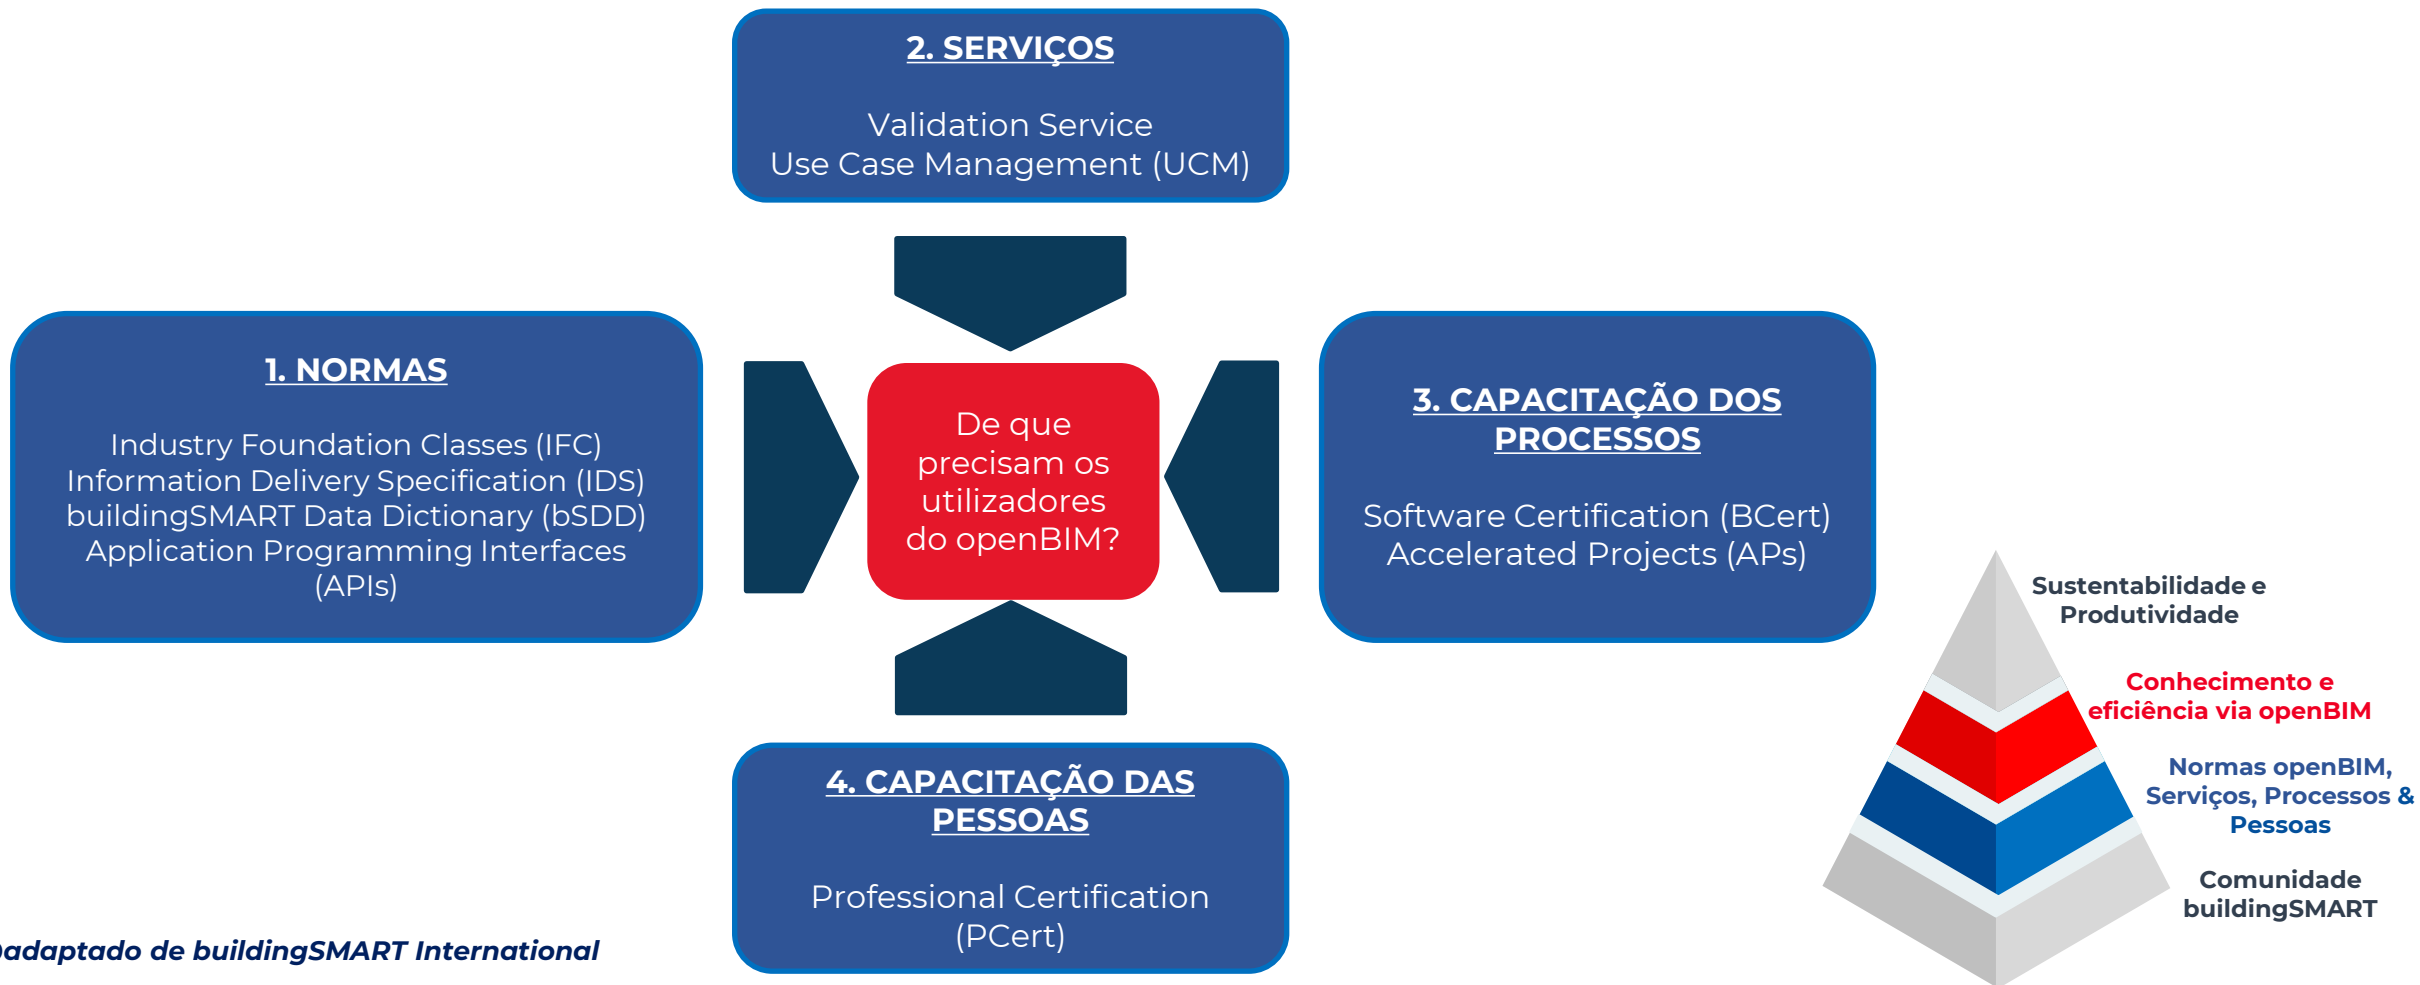 2. SERVIÇOS
Validation Service
Use Case Management (UCM)
1. NORMAS
Industry Foundation Classes (IFC)
Information Delivery Specification (IDS)
buildingSMART Data Dictionary (bSDD)
Application Programming Interfaces
(APIs)
De que
precisam os
utilizadores
do openBIM?
3. CAPACITAÇÃO DOS
PROCESSOS
Software Certification (BCert)
Accelerated Projects (APs)
4. CAPACITAÇÃO DAS
PESSOAS
Professional Certification
(PCert)
Sustentabilidade e
Produtividade
Conhecimento e
eficiência via openBIM
Normas openBIM,
Serviços, Processos &
Pessoas
Comunidade
buildingSMART
adaptado de buildingSMART International